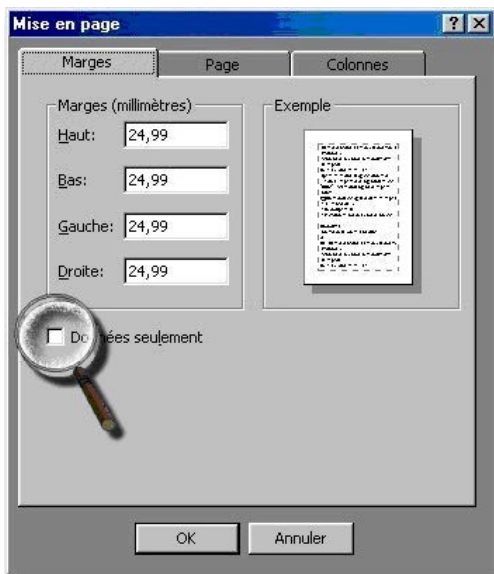 Mise en page
Marges Page Colonnes
Marges (millimètres)
Haut: 24,99
Bas: 24,99
Gauche: 24,99
Droite: 24,99
Exemple
Données seulement
OK Annuler